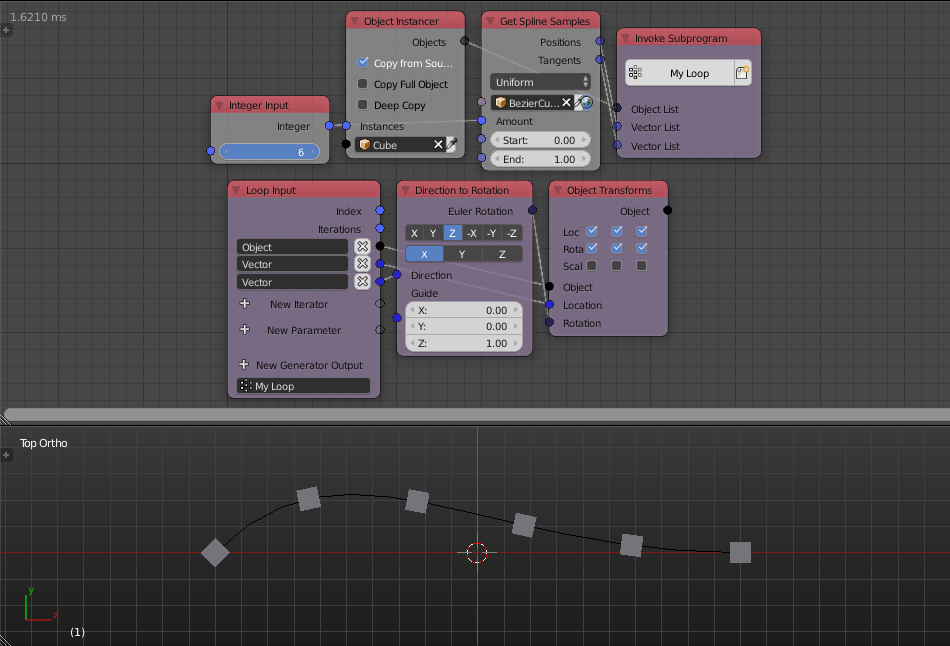 1.6210 ms
Object Instancer
Objects
Copy from Sou...
Copy Full Object
Deep Copy
Instances
Cube
Get Spline Samples
Positions
Tangents
Uniform
BezierCu...
Amount
Start: 0.00
End: 1.00
Invoke Subprogram
My Loop
Object List
Vector List
Vector List
Integer Input
Integer
6
Loop Input
Index
Iterations
Object
Vector
Vector
New Iterator
New Parameter
New Generator Output
My Loop
Direction to Rotation
Euler Rotation
X Y Z -X -Y -Z
X Y Z
Direction
Guide
X: 0.00
Y: 0.00
Z: 1.00
Object Transforms
Object
Loc
Rota
Scal
Object
Location
Rotation
Top Ortho
y
x
(1)